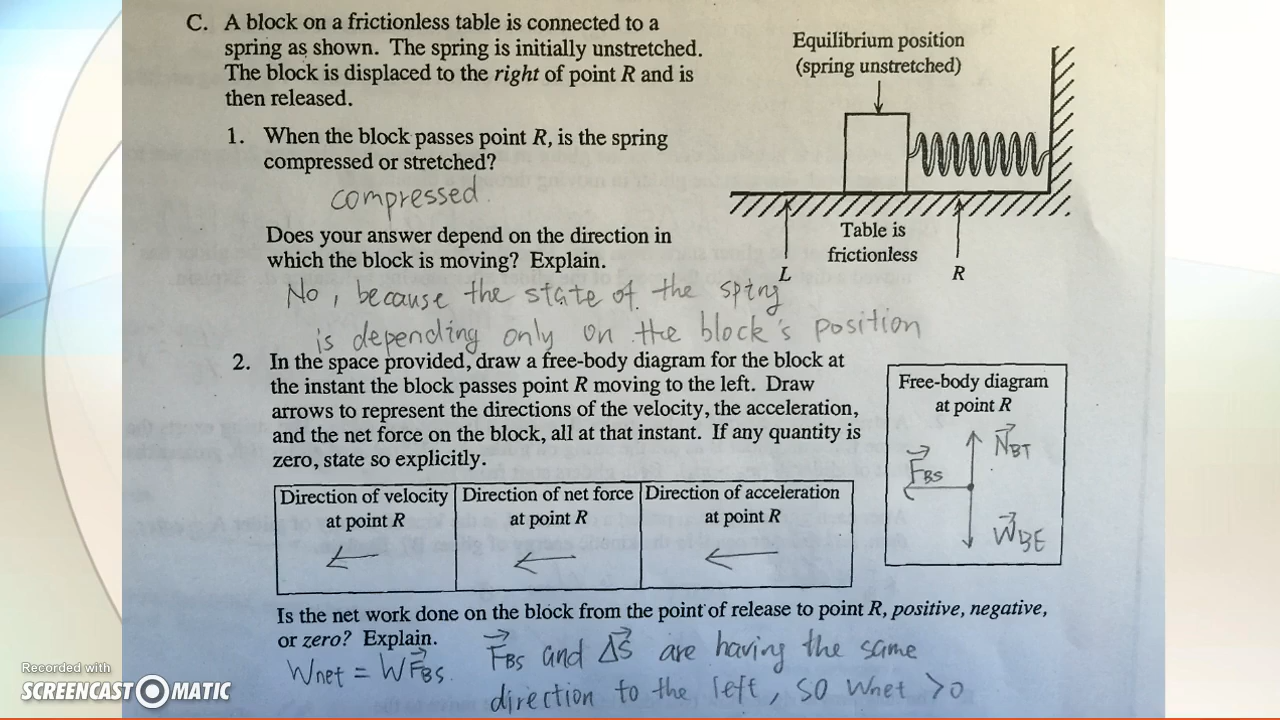 C. A block on a frictionless table is connected to a
spring as shown. The spring is initially unstretched.
The block is displaced to the right of point R and is
then released.
Equilibrium position
(spring unstretched)
1. When the block passes point R, is the spring
compressed or stretched?
compressed.
Does your answer depend on the direction in
which the block is moving? Explain.
Table is
frictionless
L
R
No, because the state of the spring
is depending only on the block's position
2. In the space provided, draw a free-body diagram for the block at
the instant the block passes point R moving to the left. Draw
arrows to represent the directions of the velocity, the acceleration,
and the net force on the block, all at that instant. If any quantity is
zero, state so explicitly.
Free-body diagram
at point R
N⃗BT
F⃗BS
W⃗BE
Direction of velocity
at point R
Direction of net force
at point R
Direction of acceleration
at point R
Is the net work done on the block from the point of release to point R, positive, negative,
or zero? Explain.
Wnet = WF⃗BS.
F⃗BS and ΔS⃗ are having the same
direction to the left, so Wnet >0
Recorded with
SCREENCAST O MATIC